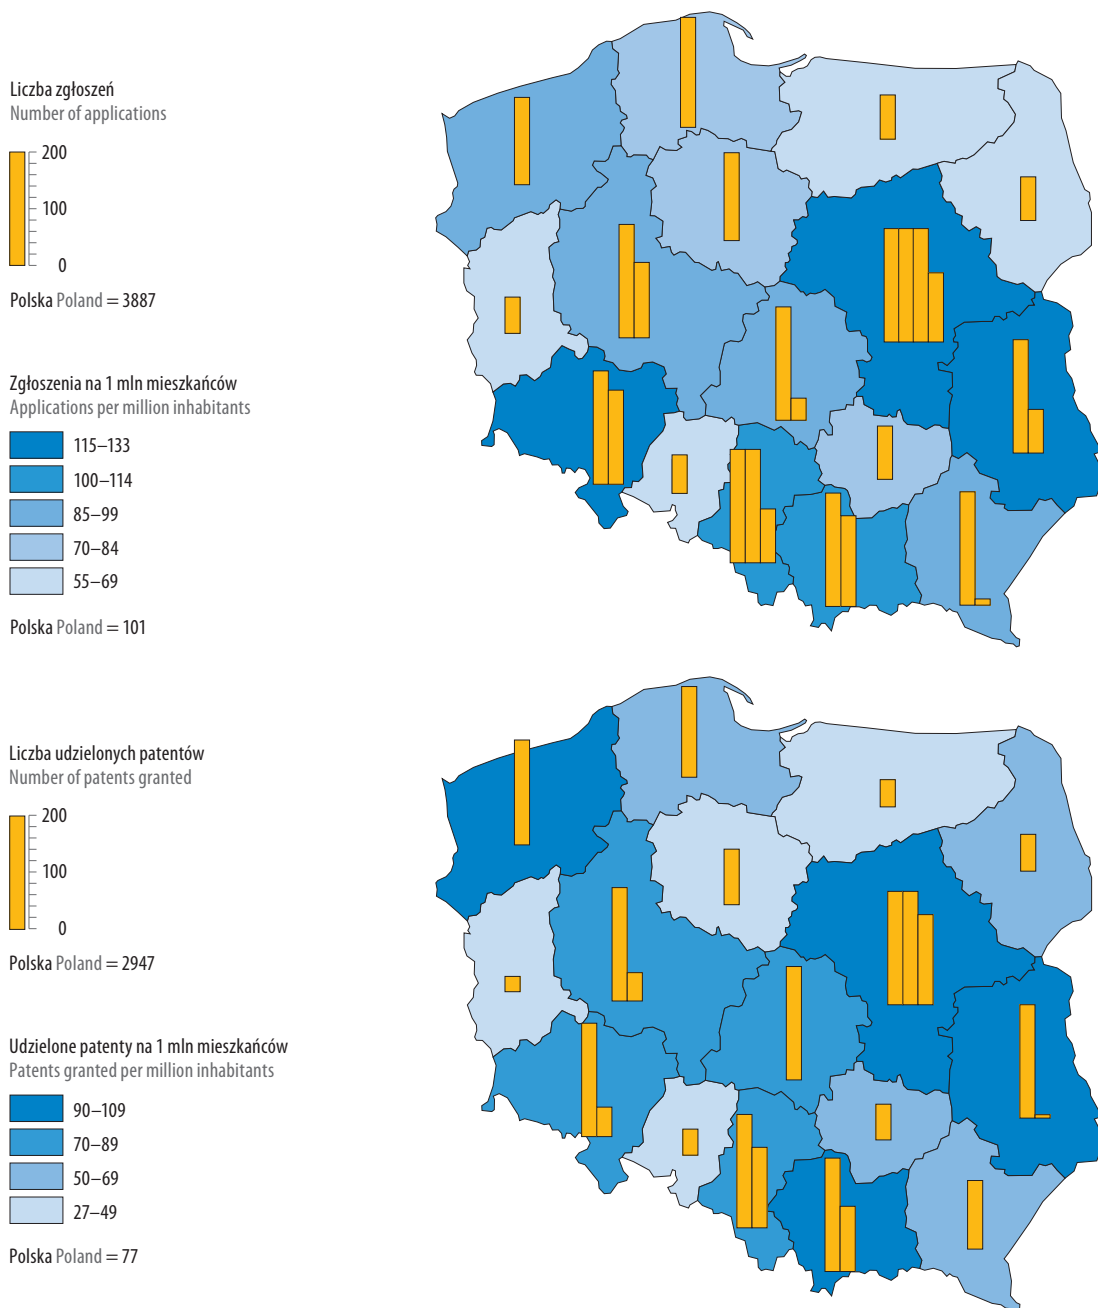 Liczba zgłoszeń
Number of applications
200
100
0
Polska Poland = 3887
Zgłoszenia na 1 mln mieszkańców
Applications per million inhabitants
115–133
100–114
85–99
70–84
55–69
Polska Poland = 101
Liczba udzielonych patentów
Number of patents granted
200
100
0
Polska Poland = 2947
Udzielone patenty na 1 mln mieszkańców
Patents granted per million inhabitants
90–109
70–89
50–69
27–49
Polska Poland = 77